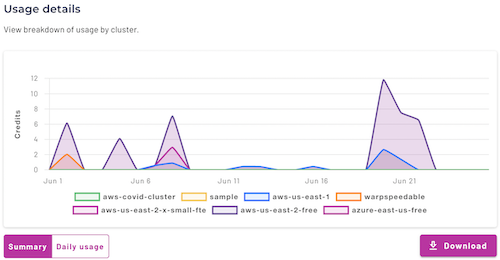 Usage details
View breakdown of usage by cluster.
12
10
8
6
4
2
0
Credits
Jun 1 Jun 6 Jun 11 Jun 16 Jun 21
aws-covid-cluster sample aws-us-east-1 warpspeedable
aws-us-east-2-x-small-fte aws-us-east-2-free azure-east-us-free
Summary Daily usage Download